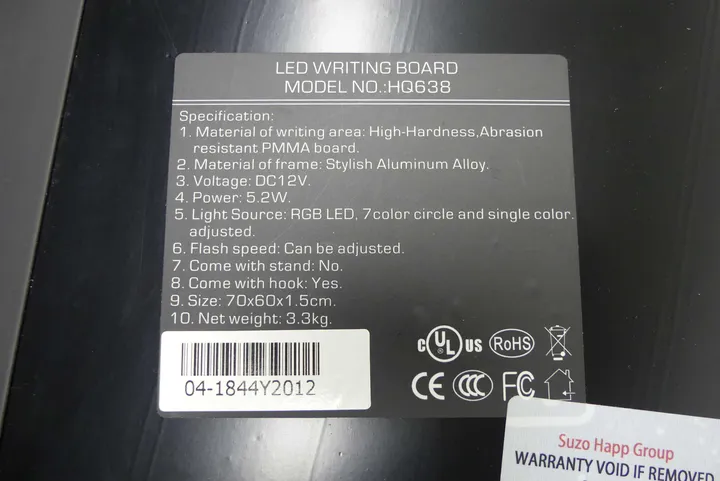 LED WRITING BOARD
MODEL NO.:HQ638
Specification:
1. Material of writing area: High-Hardness,Abrasion
resistant PMMA board.
2. Material of frame: Stylish Aluminum Alloy.
3. Voltage: DC12V.
4. Power: 5.2W.
5. Light Source: RGB LED, 7color circle and single color.
adjusted.
6. Flash speed: Can be adjusted.
7. Come with stand: No.
8. Come with hook: Yes.
9. Size: 70x60x1.5cm.
10. Net weight: 3.3kg.
c UL us RoHS
CE CCC FC
04-1844Y2012
Suzo Happ Group
WARRANTY VOID IF REMOVED